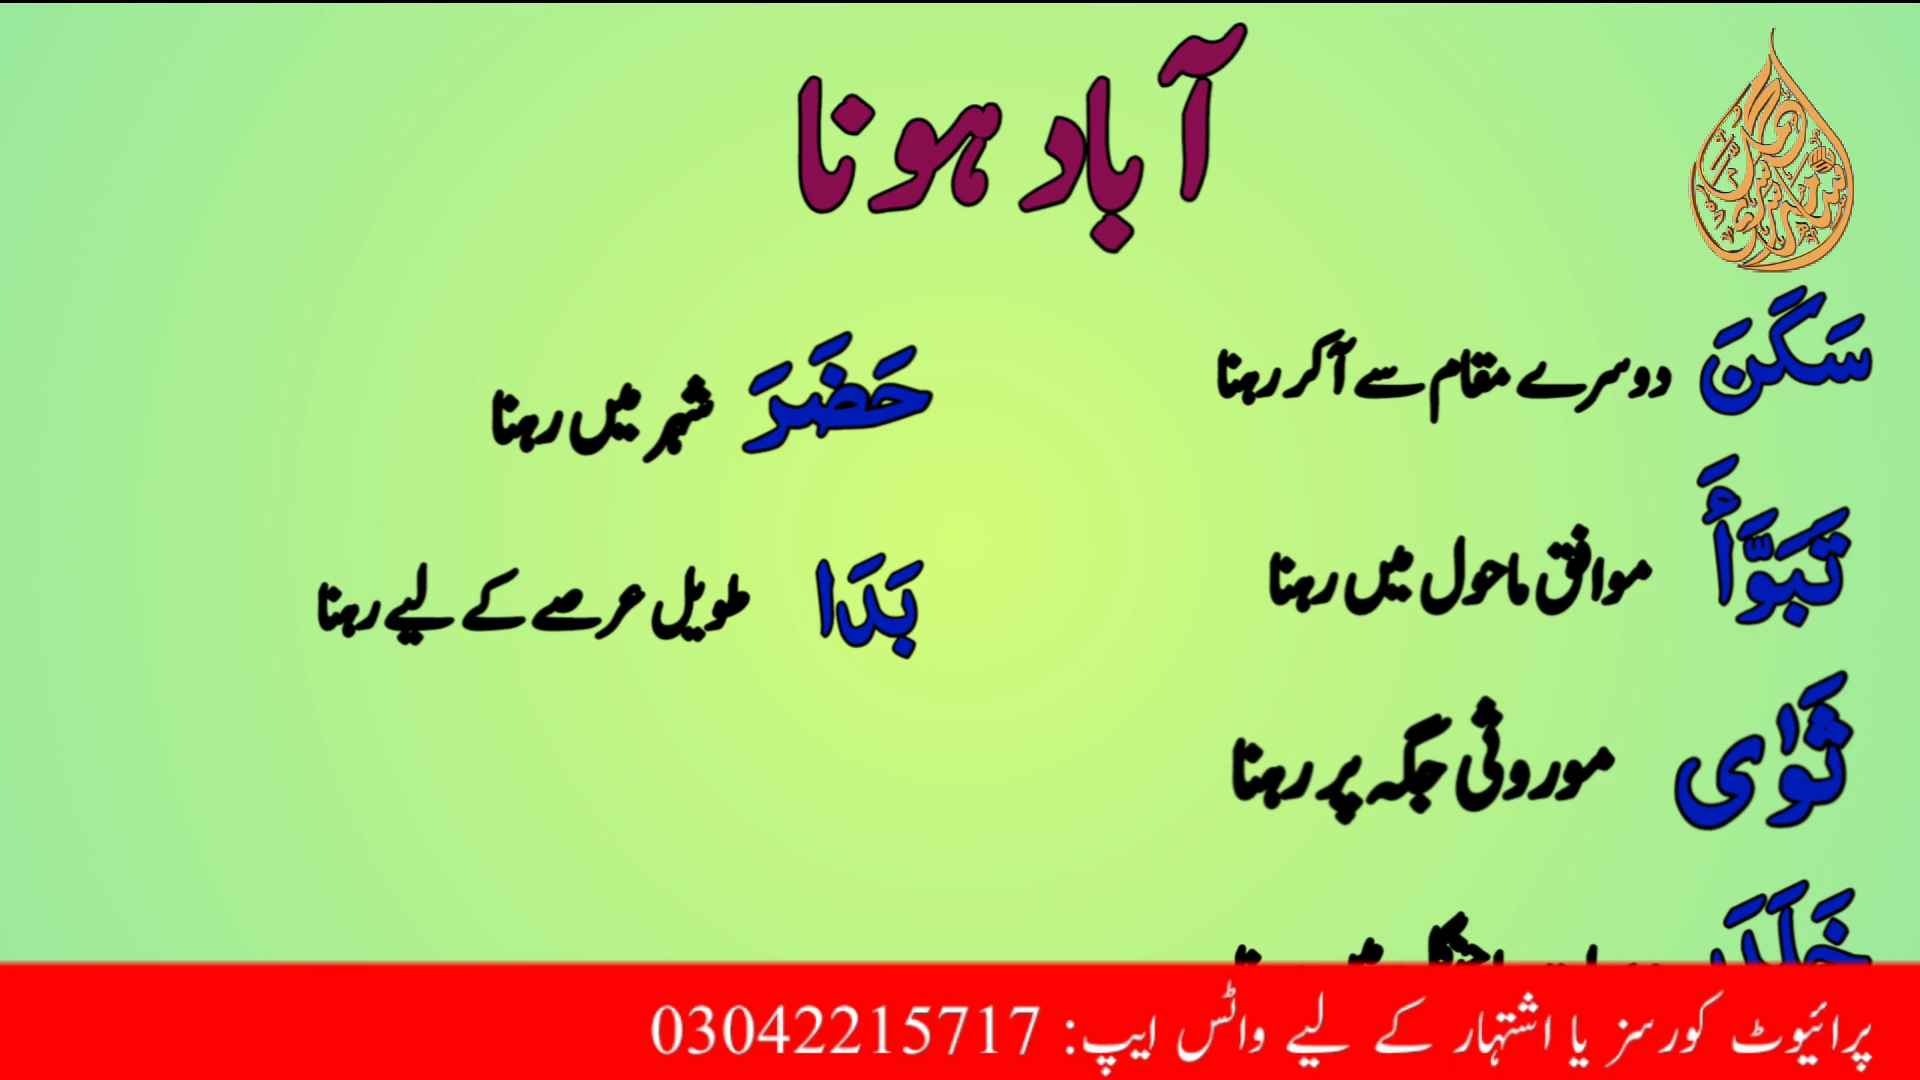 آباد ہونا
سَكَنَ دوسرے مقام سے آکر رہنا
تَبَوَّأَ موافق ماحول میں رہنا
ثَوٰى موروثی جگہ پر رہنا
خَلَدَ
حَضَرَ شہر میں رہنا
بَدَا طویل عرصے کے لیے رہنا
پرائیوٹ کورسز یا اشتہار کے لیے واٹس ایپ: 03042215717